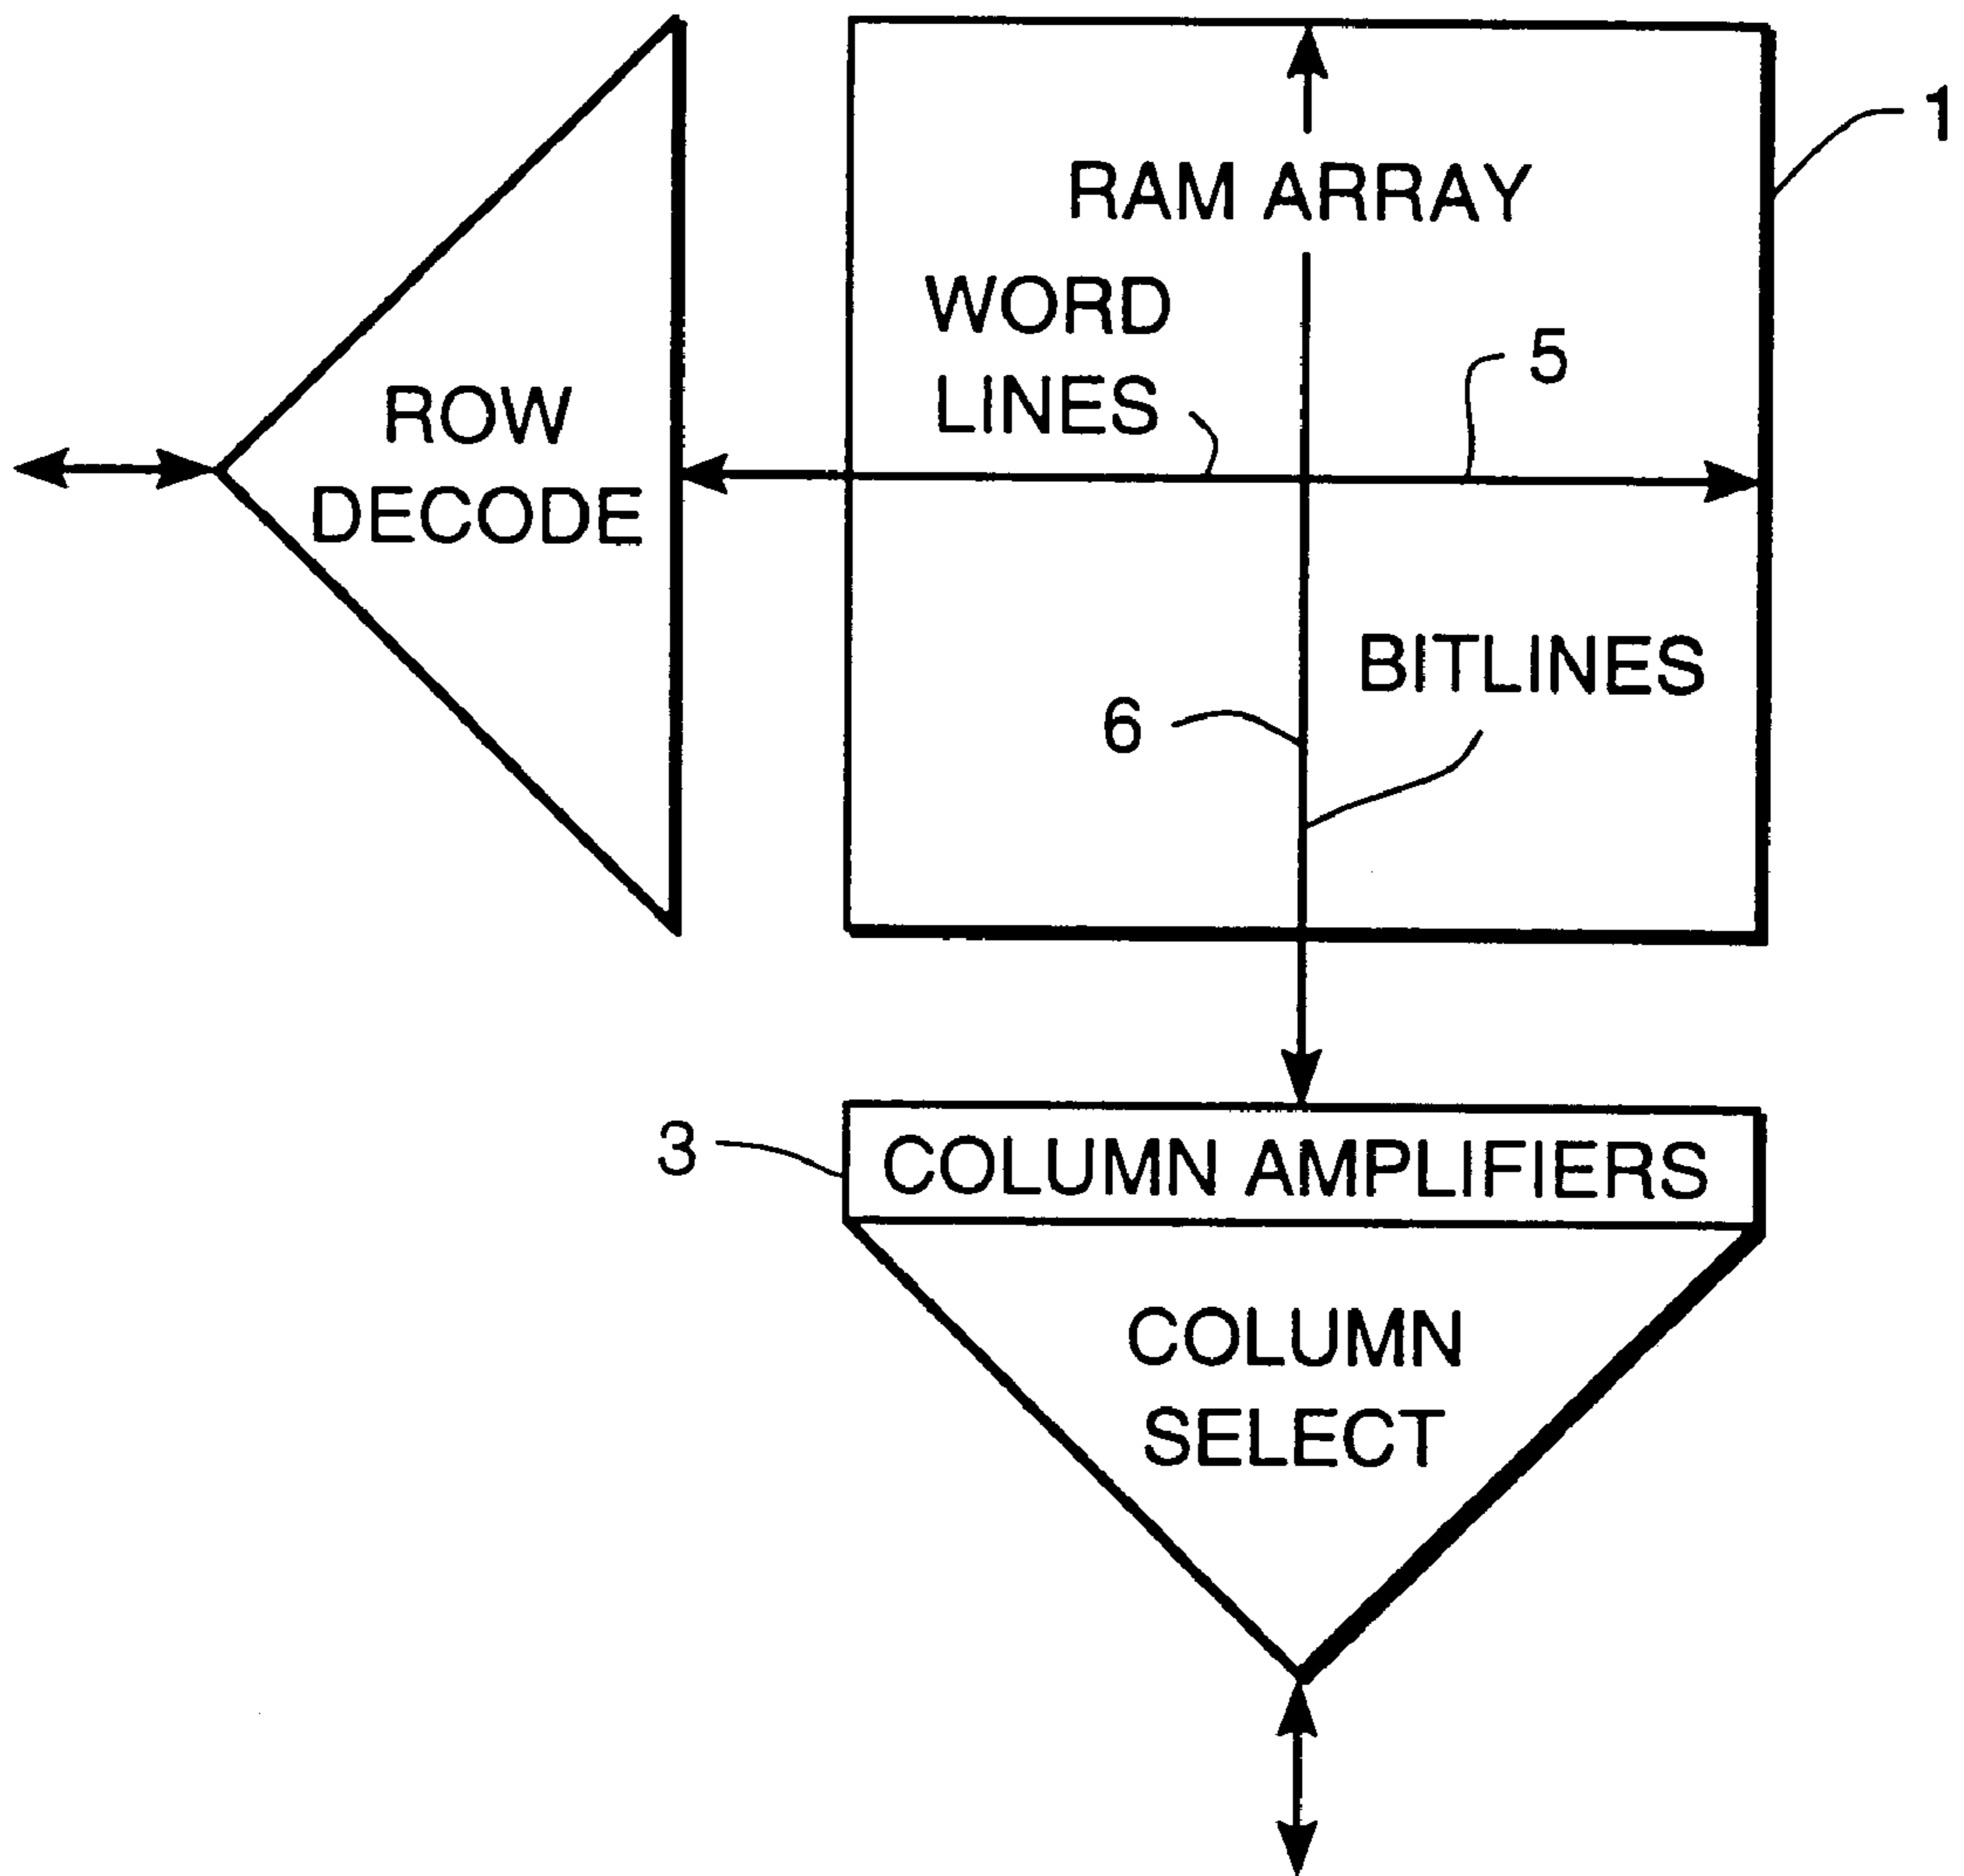 1
RAM ARRAY
WORD
LINES
5
ROW
DECODE
BITLINES
6
3
COLUMN AMPLIFIERS
COLUMN
SELECT